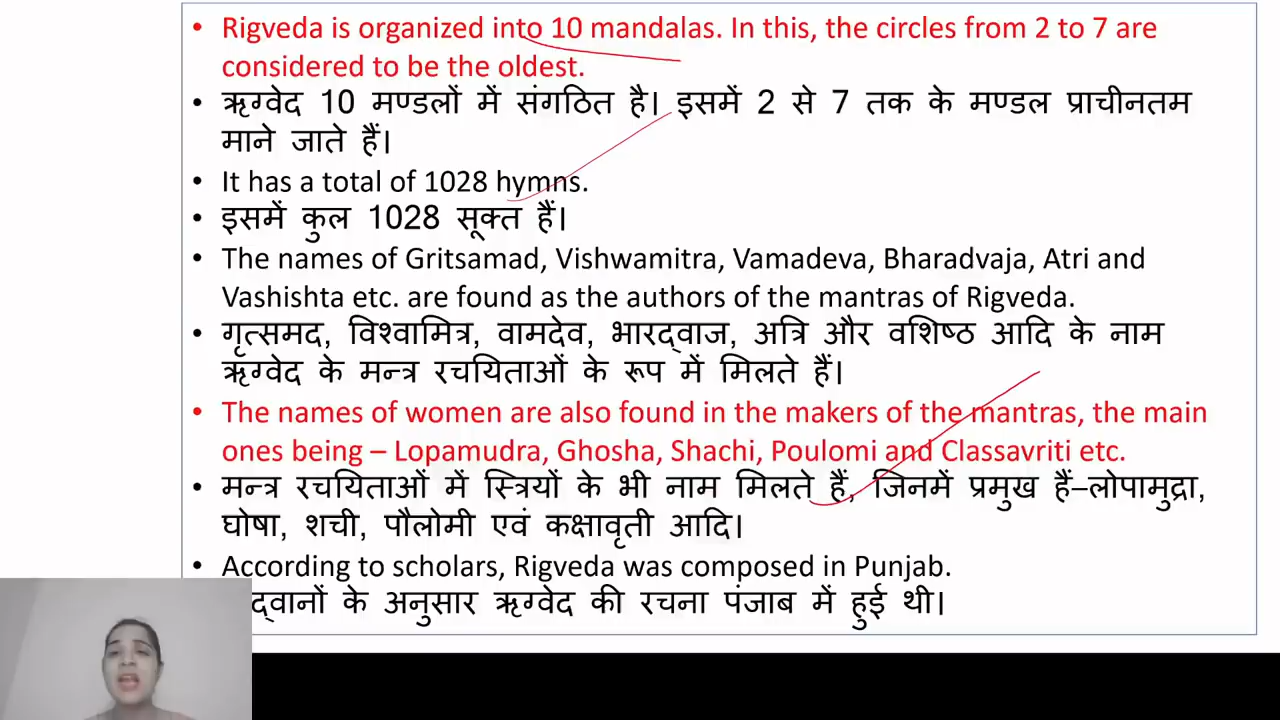 • Rigveda is organized into 10 mandalas. In this, the circles from 2 to 7 are
considered to be the oldest.
• ऋग्वेद 10 मण्डलों में संगठित है। इसमें 2 से 7 तक के मण्डल प्राचीनतम
माने जाते हैं।
• It has a total of 1028 hymns.
• इसमें कुल 1028 सूक्त हैं।
• The names of Gritsamad, Vishwamitra, Vamadeva, Bharadvaja, Atri and
Vashishta etc. are found as the authors of the mantras of Rigveda.
• गृत्समद, विश्वामित्र, वामदेव, भारद्वाज, अत्रि और वशिष्ठ आदि के नाम
ऋग्वेद के मन्त्र रचयिताओं के रूप में मिलते हैं।
• The names of women are also found in the makers of the mantras, the main
ones being – Lopamudra, Ghosha, Shachi, Poulomi and Classavriti etc.
• मन्त्र रचयिताओं में स्त्रियों के भी नाम मिलते हैं, जिनमें प्रमुख हैं–लोपामुद्रा,
घोषा, शची, पौलोमी एवं कक्षावृती आदि।
• According to scholars, Rigveda was composed in Punjab.
द्वानों के अनुसार ऋग्वेद की रचना पंजाब में हुई थी।